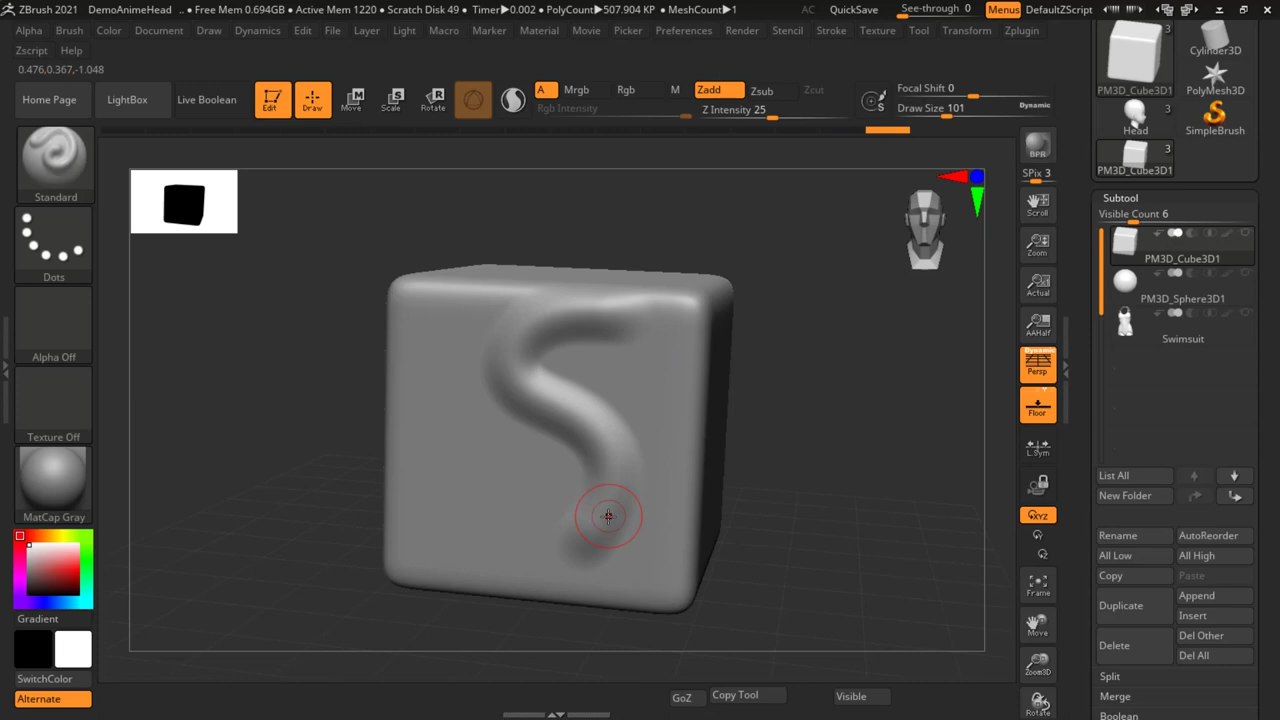 ZBrush 2021 DemoAnimeHead .. • Free Mem 0.694GB • Active Mem 1220 • Scratch Disk 49 • Timer▶0.002 • PolyCount▶507.904 KP • MeshCount▶1 AC QuickSave See-through 0 Menus DefaultZScript
Alpha Brush Color Document Draw Dynamics Edit File Layer Light Macro Marker Material Movie Picker Preferences Render Stencil Stroke Texture Tool Transform Zplugin
Zscript Help
0.476,0.367,-1.048
Home Page LightBox Live Boolean Edit Draw Move Scale Rotate A Mrgb Rgb M Zadd Zsub Zcut Focal Shift 0
Rgb Intensity Z Intensity 25 S Draw Size 101 Dynamic
3
PM3D_Cube3D1
Cylinder3D
PolyMesh3D
3
Head
SimpleBrush
3
PM3D_Cube3D1
Standard
Dots
Alpha Off
Texture Off
MatCap Gray
Gradient
SwitchColor
Alternate
BPR
SPix 3
Scroll
Zoom
Actual
AAHalf
Dynamic
Persp
Y
Floor
L.Sym
XYZ
Y
Z
Frame
Move
Zoom3D
Rotate
Subtool
Visible Count 6
PM3D_Cube3D1
PM3D_Sphere3D1
Swimsuit
List All
New Folder
Rename AutoReorder
All Low All High
Copy Paste
Duplicate Append
Insert
Delete Del Other
Del All
Split
Merge
Boolean
GoZ Copy Tool Visible